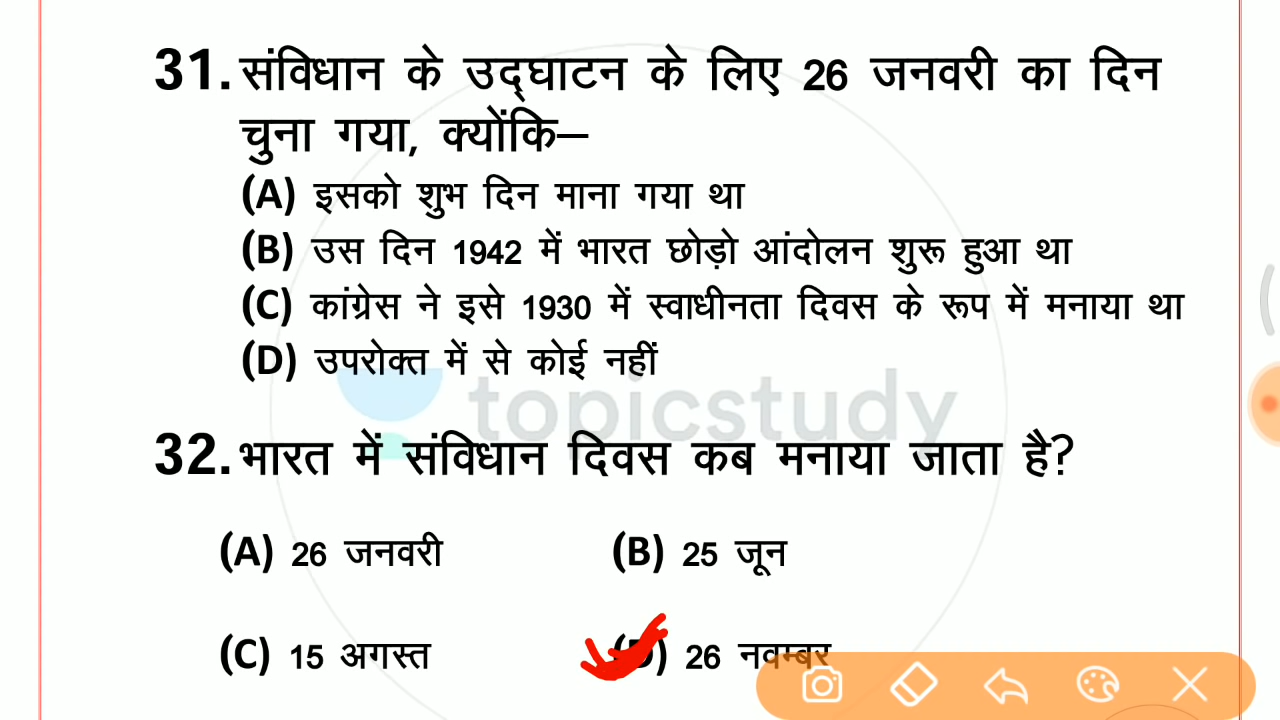 31. संविधान के उद्घाटन के लिए 26 जनवरी का दिन
चुना गया, क्योंकि–
(A) इसको शुभ दिन माना गया था
(B) उस दिन 1942 में भारत छोड़ो आंदोलन शुरू हुआ था
(C) कांग्रेस ने इसे 1930 में स्वाधीनता दिवस के रूप में मनाया था
(D) उपरोक्त में से कोई नहीं
topicstudy
32. भारत में संविधान दिवस कब मनाया जाता है?
(A) 26 जनवरी (B) 25 जून
(C) 15 अगस्त (D) 26 नवम्बर